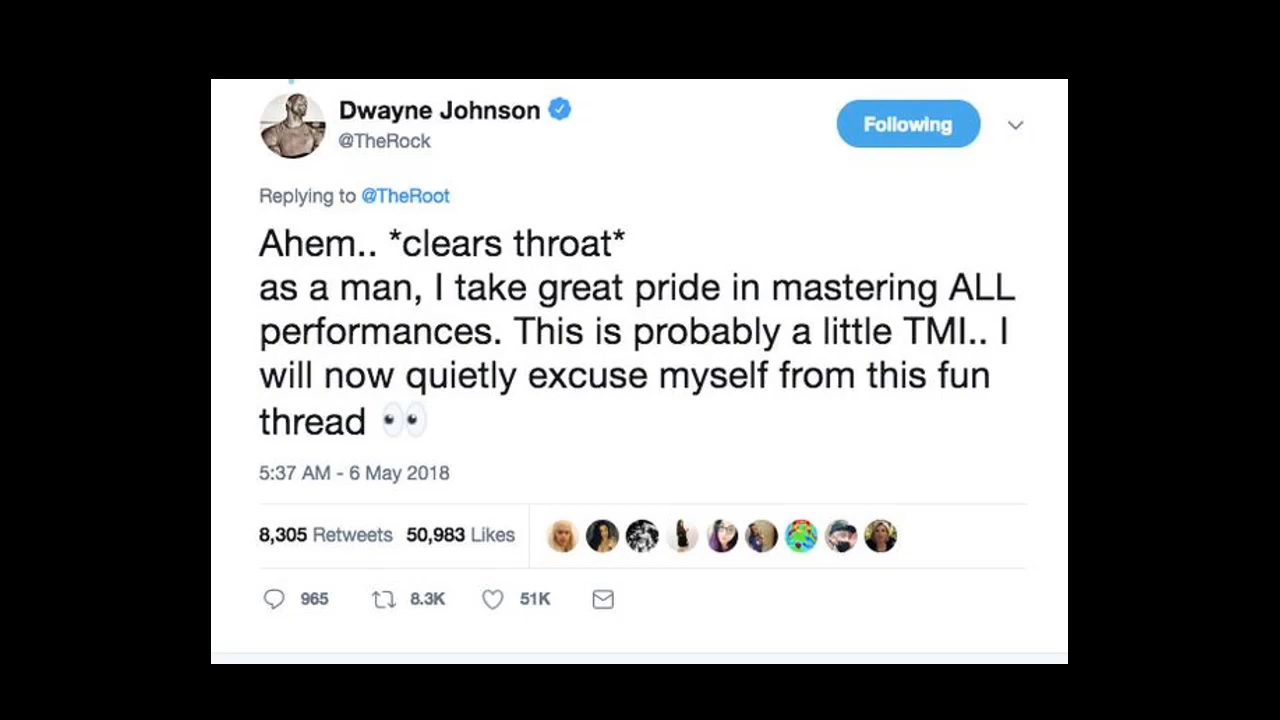 Dwayne Johnson
@TheRock
Following
Replying to @TheRoot
Ahem.. *clears throat*
as a man, I take great pride in mastering ALL
performances. This is probably a little TMI.. I
will now quietly excuse myself from this fun
thread 👀
5:37 AM - 6 May 2018
8,305 Retweets 50,983 Likes
965 8.3K 51K